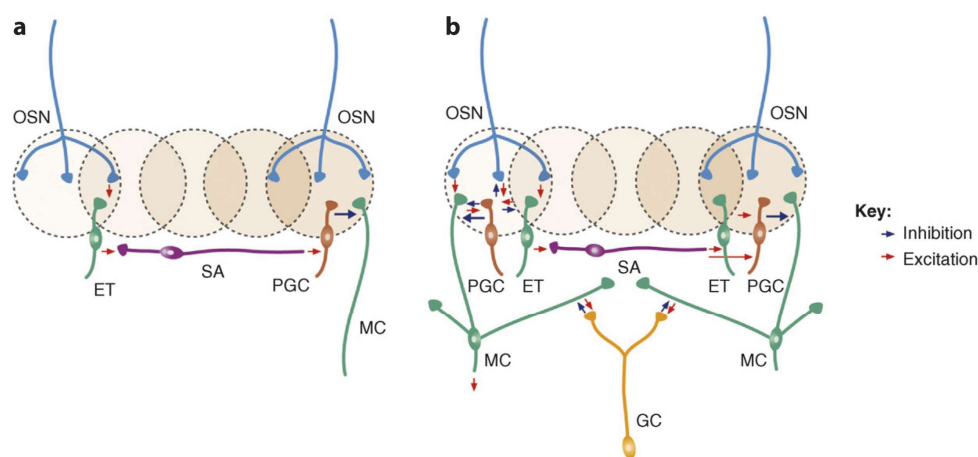 a
b
OSN
OSN
OSN
OSN
Key:
Inhibition
Excitation
SA
ET
PGC
MC
PGC
ET
SA
ET
PGC
MC
MC
GC